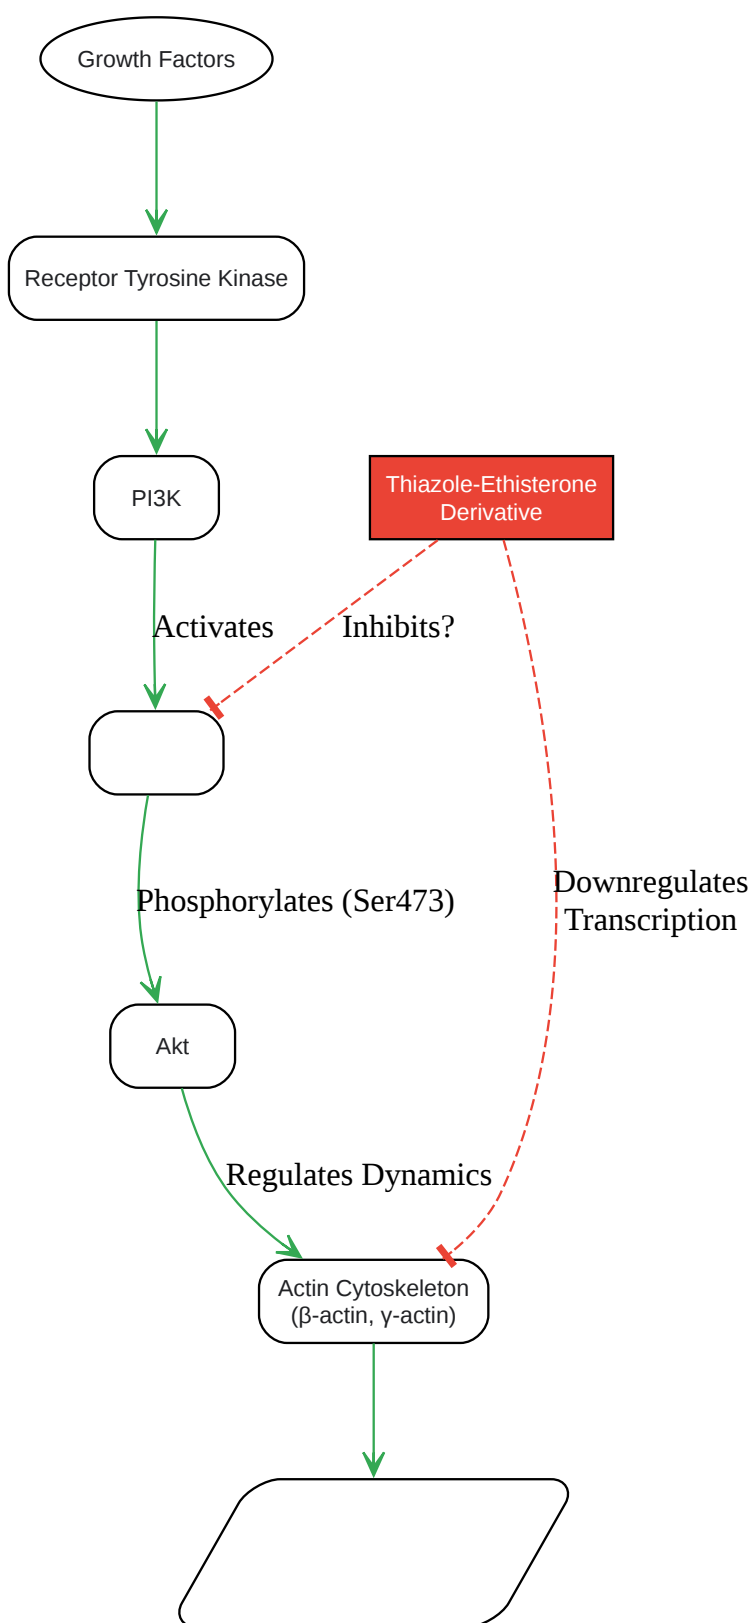 Growth Factors
Receptor Tyrosine Kinase
PI3K
Thiazole-Ethisterone
Derivative
Activates
Inhibits?
Phosphorylates (Ser473)
Downregulates
Transcription
Akt
Regulates Dynamics
Actin Cytoskeleton
(β-actin, γ-actin)